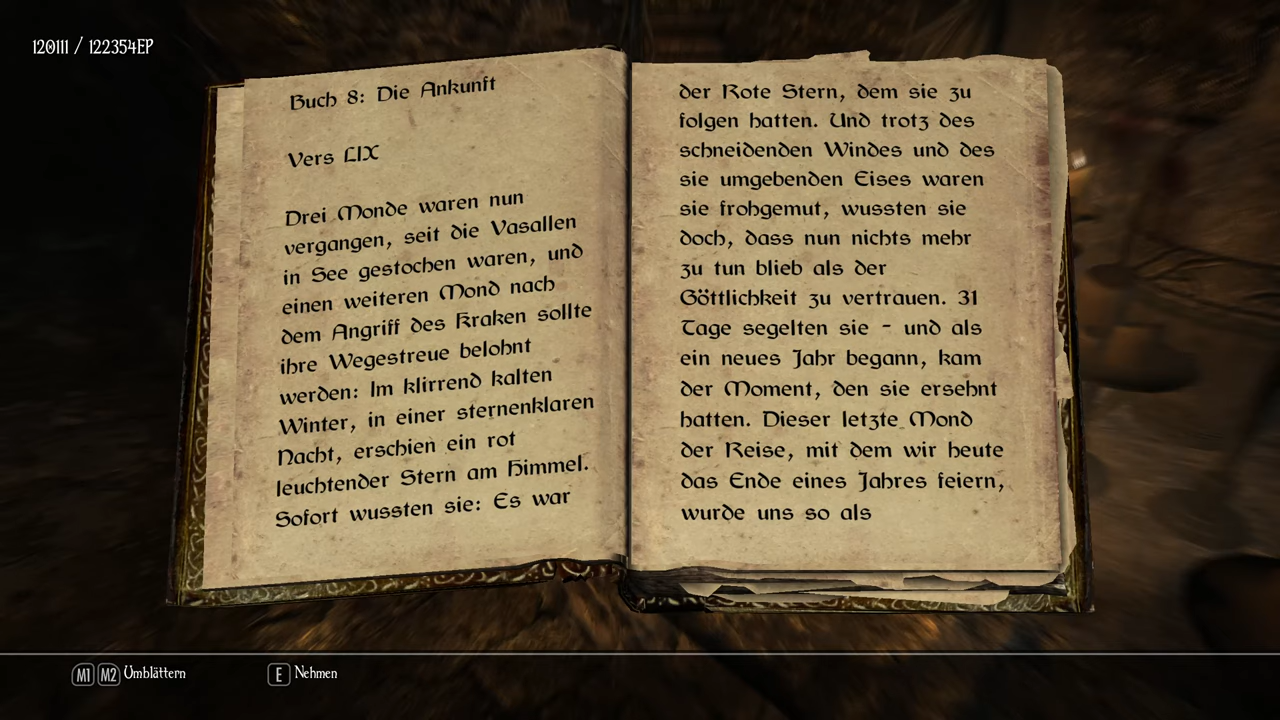 120111 / 122354EP
Buch 8: Die Ankunft
Vers LIX
Drei Monde waren nun
vergangen, seit die Vasallen
in See gestochen waren, und
einen weiteren Mond nach
dem Angriff des Kraken sollte
ihre Wegestreue belohnt
werden: Im klirrend kalten
Winter, in einer sternenklaren
Nacht, erschien ein rot
leuchtender Stern am Himmel.
Sofort wussten sie: Es war
der Rote Stern, dem sie zu
folgen hatten. Und trotz des
schneidenden Windes und des
sie umgebenden Eises waren
sie frohgemut, wussten sie
doch, dass nun nichts mehr
zu tun blieb als der
Göttlichkeit zu vertrauen. 31
Tage segelten sie - und als
ein neues Jahr begann, kam
der Moment, den sie ersehnt
hatten. Dieser letzte Mond
der Reise, mit dem wir heute
das Ende eines Jahres feiern,
wurde uns so als
M1 M2 Umblättern
E Nehmen